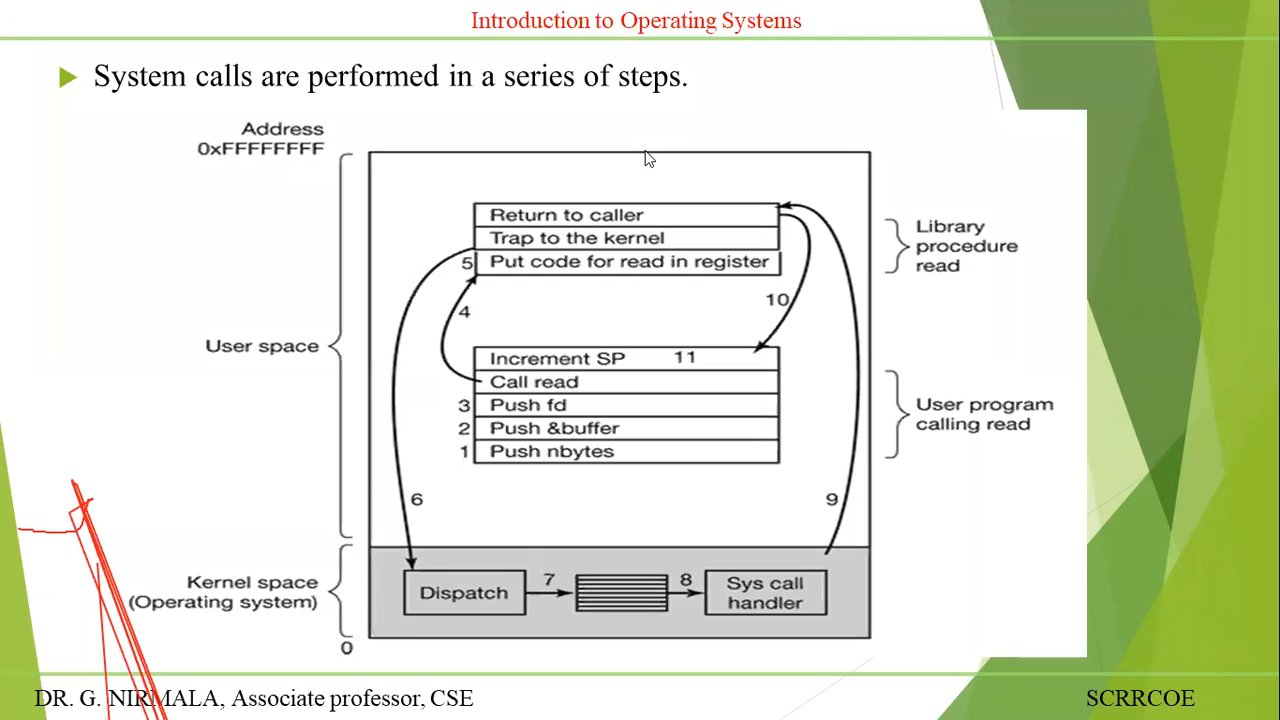 Introduction to Operating Systems
System calls are performed in a series of steps.
Address
0xFFFFFFFF
Return to caller
Trap to the kernel
5 Put code for read in register
Library
procedure
read
4
10
User space
Increment SP 11
Call read
3 Push fd
2 Push &buffer
1 Push nbytes
User program
calling read
6
9
Kernel space
(Operating system)
Dispatch
7
8
Sys call
handler
0
DR. G. NIRMALA, Associate professor, CSE
SCRRCOE